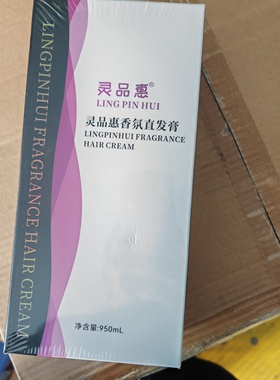 灵品惠®
LING PIN HUI
灵品惠香氛直发膏
LINGPINHUI FRAGRANCE
HAIR CREAM
净含量:950mL
LINGPINHUI FRAGRANCE HAIR CREAM